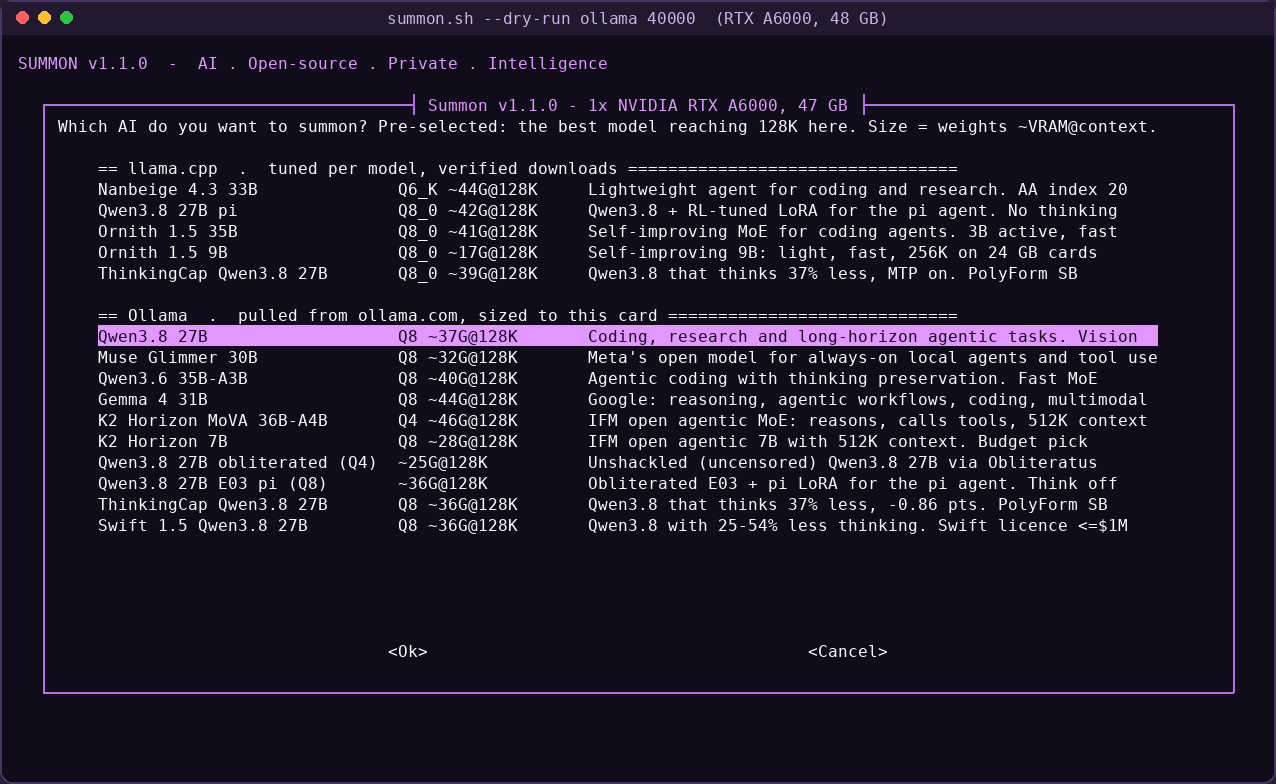 summon.sh --dry-run ollama 40000  (RTX A6000, 48 GB)
SUMMON v1.1.0  -  AI . Open-source . Private . Intelligence
Summon v1.1.0 - 1x NVIDIA RTX A6000, 47 GB
Which AI do you want to summon? Pre-selected: the best model reaching 128K here. Size = weights ~VRAM@context.
== llama.cpp  .  tuned per model, verified downloads =================================
Nanbeige 4.3 33B              Q6_K ~44G@128K     Lightweight agent for coding and research. AA index 20
Qwen3.8 27B pi                Q8_0 ~42G@128K     Qwen3.8 + RL-tuned LoRA for the pi agent. No thinking
Ornith 1.5 35B                Q8_0 ~41G@128K     Self-improving MoE for coding agents. 3B active, fast
Ornith 1.5 9B                 Q8_0 ~17G@128K     Self-improving 9B: light, fast, 256K on 24 GB cards
ThinkingCap Qwen3.8 27B       Q8_0 ~39G@128K     Qwen3.8 that thinks 37% less, MTP on. PolyForm SB
== Ollama  .  pulled from ollama.com, sized to this card =============================
Qwen3.8 27B                   Q8 ~37G@128K       Coding, research and long-horizon agentic tasks. Vision
Muse Glimmer 30B              Q8 ~32G@128K       Meta's open model for always-on local agents and tool use
Qwen3.6 35B-A3B               Q8 ~40G@128K       Agentic coding with thinking preservation. Fast MoE
Gemma 4 31B                   Q8 ~44G@128K       Google: reasoning, agentic workflows, coding, multimodal
K2 Horizon MoVA 36B-A4B       Q4 ~46G@128K       IFM open agentic MoE: reasons, calls tools, 512K context
K2 Horizon 7B                 Q8 ~28G@128K       IFM open agentic 7B with 512K context. Budget pick
Qwen3.8 27B obliterated (Q4)  ~25G@128K          Unshackled (uncensored) Qwen3.8 27B via Obliteratus
Qwen3.8 27B E03 pi (Q8)       ~36G@128K          Obliterated E03 + pi LoRA for the pi agent. Think off
ThinkingCap Qwen3.8 27B       Q8 ~36G@128K       Qwen3.8 that thinks 37% less, -0.86 pts. PolyForm SB
Swift 1.5 Qwen3.8 27B         Q8 ~36G@128K       Qwen3.8 with 25-54% less thinking. Swift licence <=$1M
<Ok>                                      <Cancel>